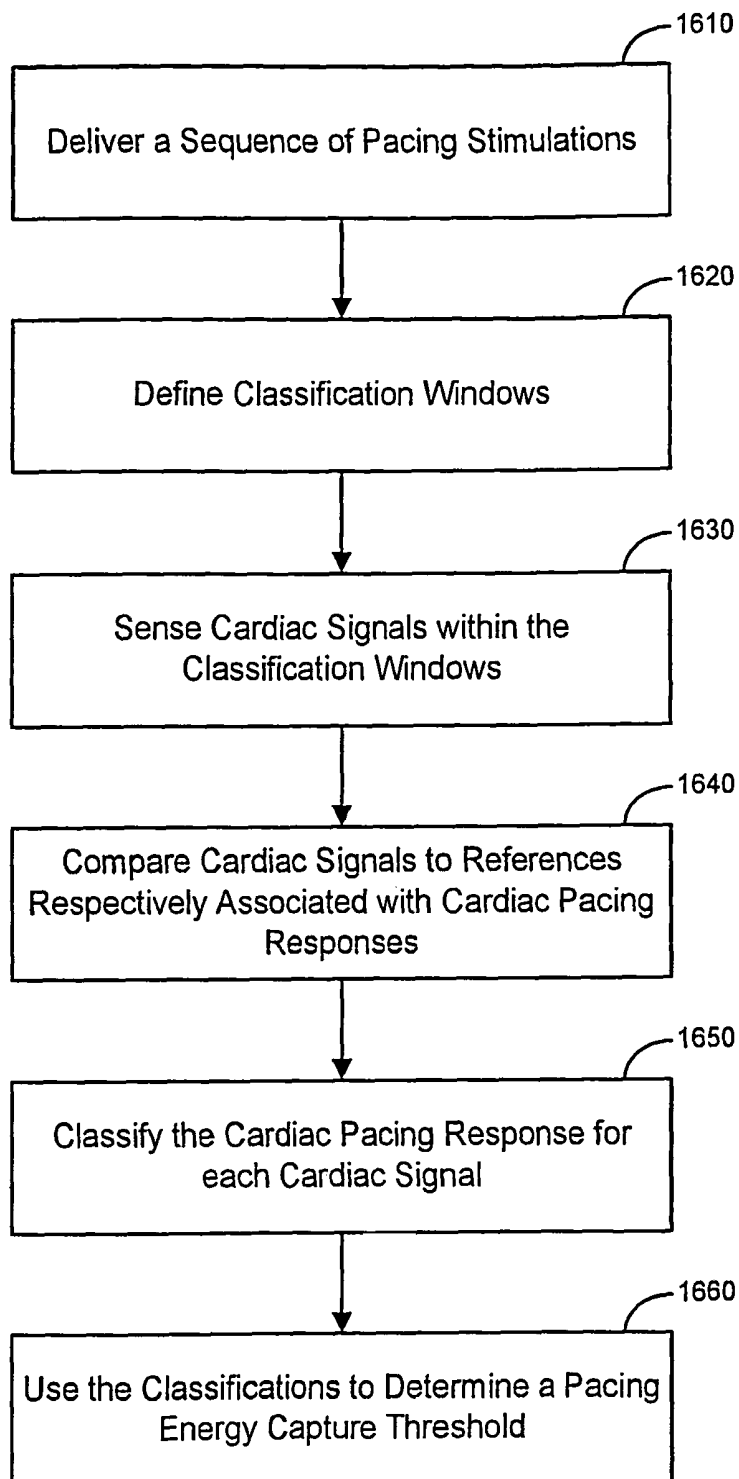 1610
Deliver a Sequence of Pacing Stimulations
1620
Define Classification Windows
1630
Sense Cardiac Signals within the
Classification Windows
1640
Compare Cardiac Signals to References
Respectively Associated with Cardiac Pacing
Responses
1650
Classify the Cardiac Pacing Response for
each Cardiac Signal
1660
Use the Classifications to Determine a Pacing
Energy Capture Threshold